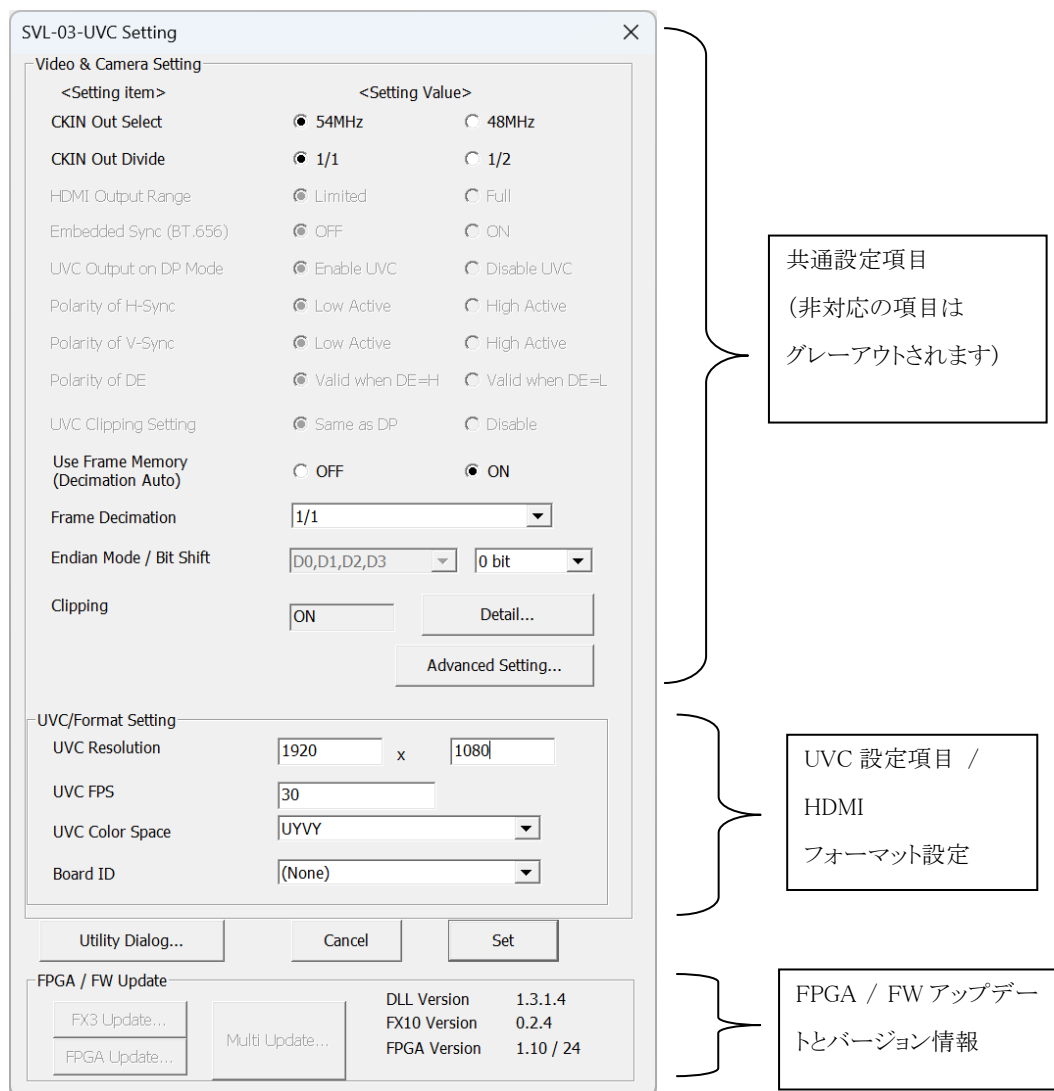 SVL-03-UVC Setting
Video & Camera Setting
<Setting item> <Setting Value>
CKIN Out Select 54MHz 48MHz
CKIN Out Divide 1/1 1/2
HDMI Output Range Limited Full
Embedded Sync (BT.656) OFF ON
UVC Output on DP Mode Enable UVC Disable UVC
Polarity of H-Sync Low Active High Active
Polarity of V-Sync Low Active High Active
Polarity of DE Valid when DE=H Valid when DE=L
UVC Clipping Setting Same as DP Disable
Use Frame Memory
(Decimation Auto) OFF ON
Frame Decimation 1/1
Endian Mode / Bit Shift D0,D1,D2,D3 0 bit
Clipping ON Detail...
Advanced Setting...
共通設定項目
(非対応の項目は
グレーアウトされます)
UVC/Format Setting
UVC Resolution 1920 x 1080
UVC FPS 30
UVC Color Space UYVY
Board ID (None)
UVC 設定項目 /
HDMI
フォーマット設定
Utility Dialog... Cancel Set
FPGA / FW Update
FX3 Update...
FPGA Update...
Multi Update...
DLL Version 1.3.1.4
FX10 Version 0.2.4
FPGA Version 1.10 / 24
FPGA / FW アップデー
トとバージョン情報